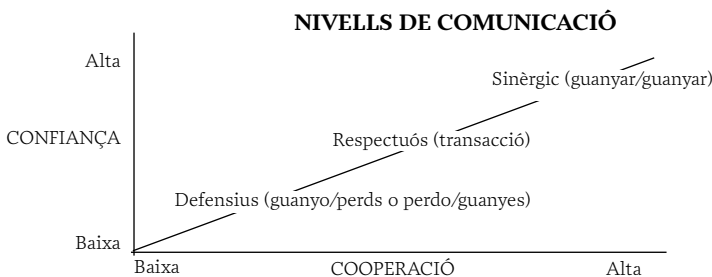 NIVELLS DE COMUNICACIÓ
Alta
Sinèrgic (guanyar/guanyar)
CONFIANÇA
Respectuós (transacció)
Defensius (guanyo/perds o perdo/guanyes)
Baixa
Baixa
COOPERACIÓ
Alta